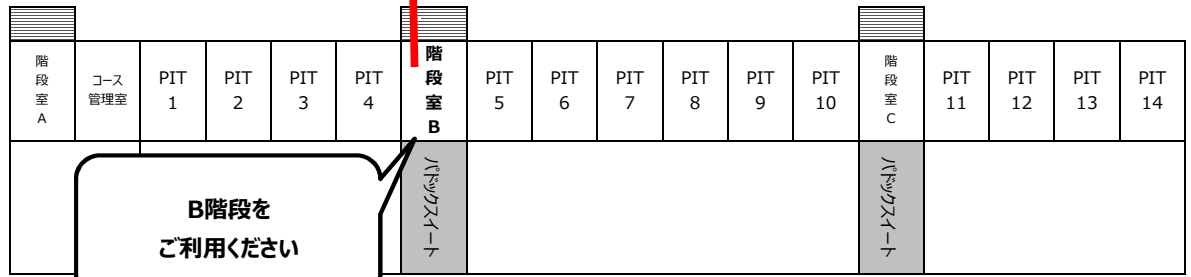 階段室A
コース
管理室
PIT
1
PIT
2
PIT
3
PIT
4
階段室B
PIT
5
PIT
6
PIT
7
PIT
8
PIT
9
PIT
10
階段室C
PIT
11
PIT
12
PIT
13
PIT
14
B階段を
ご利用ください
パドックスイート
パドックスイート